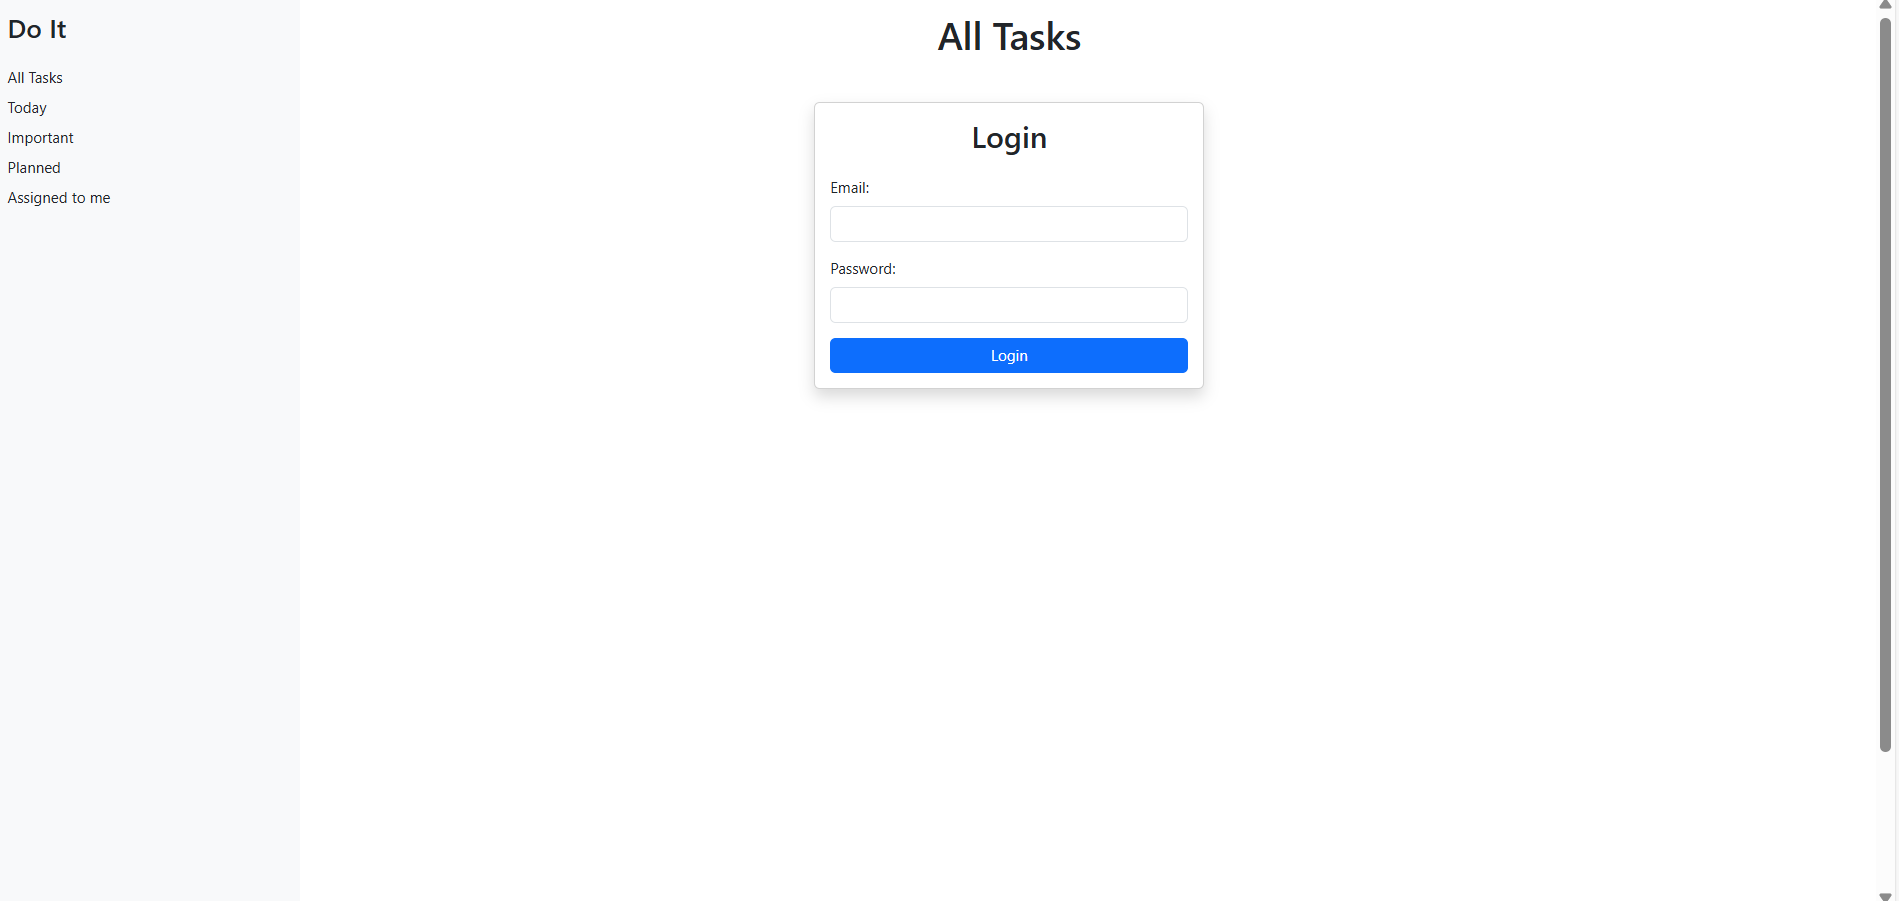 Do It
All Tasks
Today
Important
Planned
Assigned to me
All Tasks
Login
Email:
Password:
Login